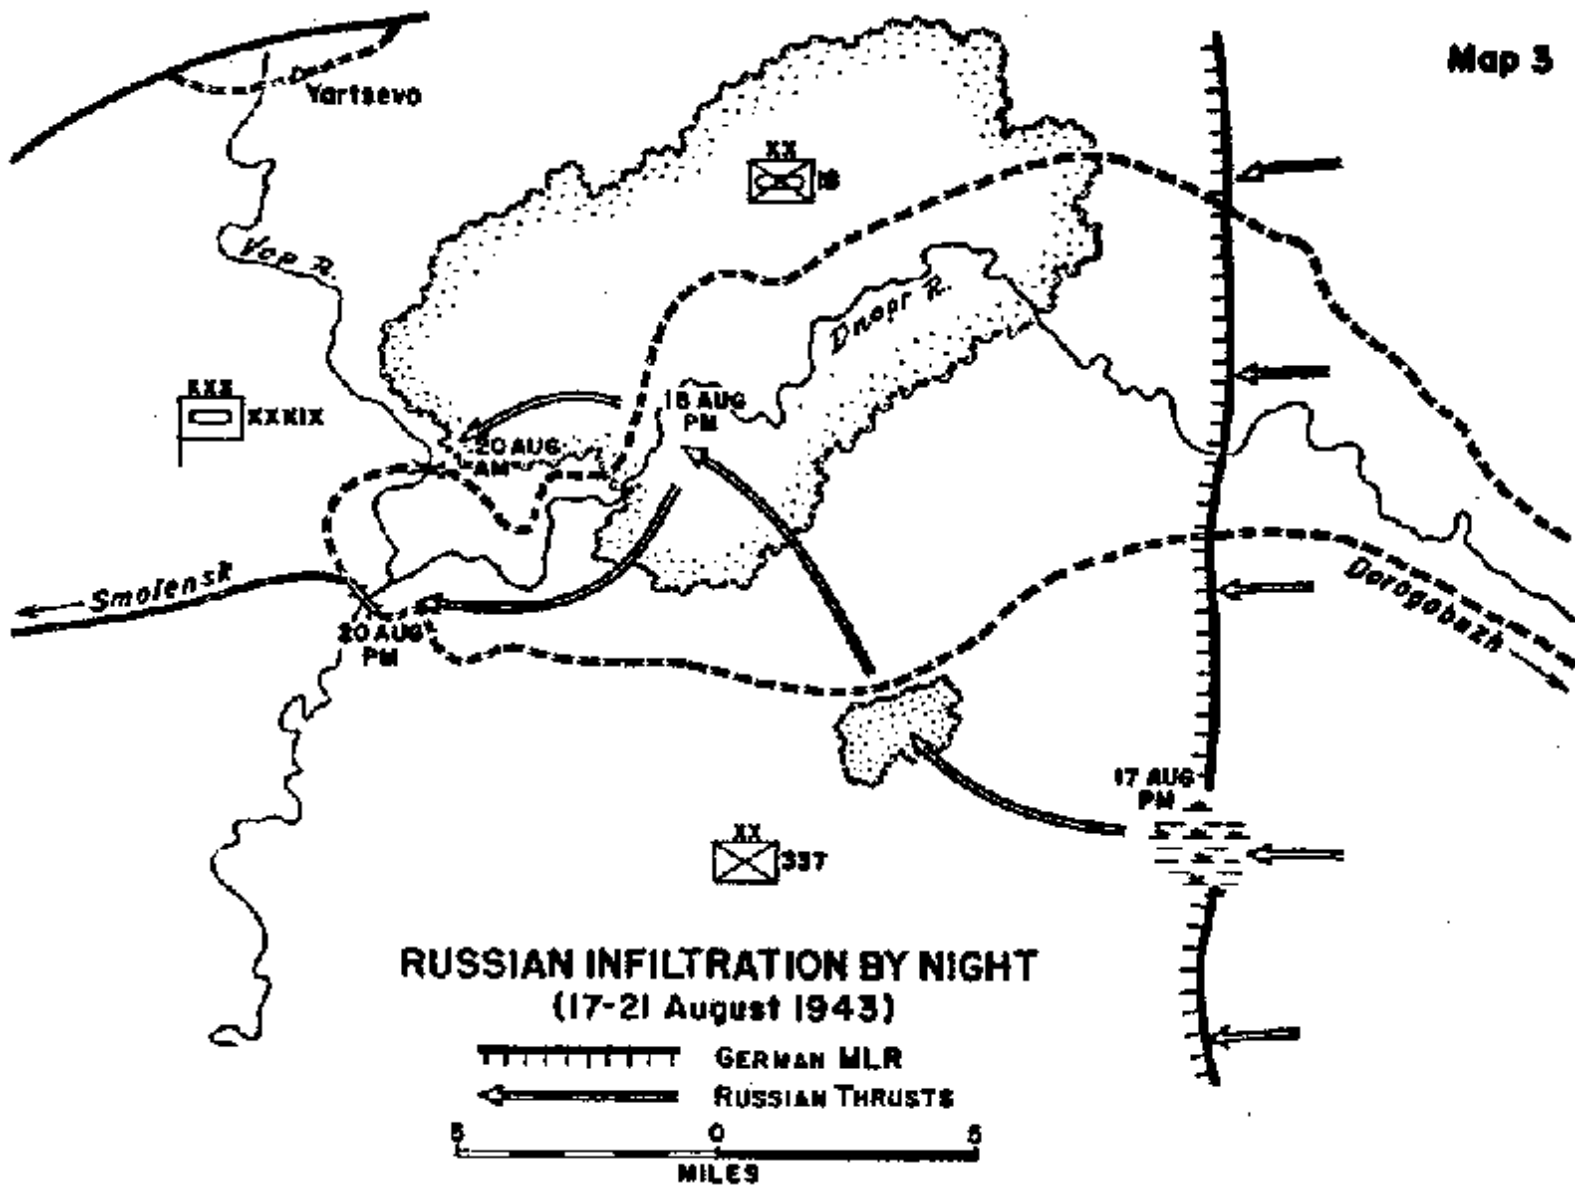 Map 3
Yartsevo
XX
18
Vop R.
Dnepr R.
XXX
XXXIX
18 AUG
PM
20 AUG
AM
Smolensk
Dorogobuzh
20 AUG
PM
17 AUG
PM
XX
337
RUSSIAN INFILTRATION BY NIGHT
(17-21 August 1943)
GERMAN MLR
RUSSIAN THRUSTS
5 0 5
MILES